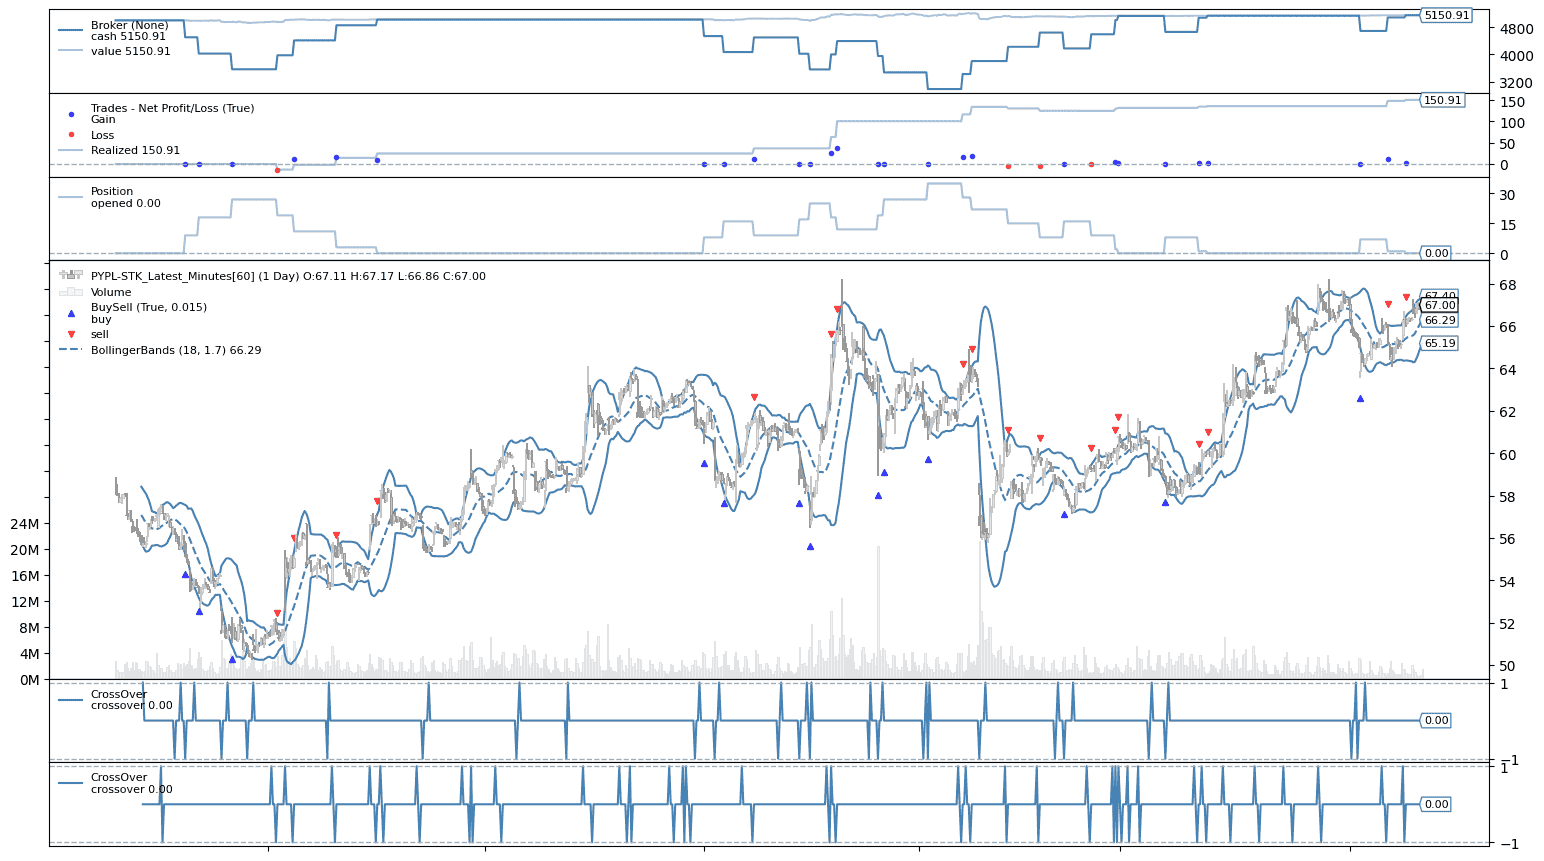 Broker (None)
cash 5150.91
value 5150.91
5150.91
4800
4000
3200
Trades - Net Profit/Loss (True)
Gain
Loss
Realized 150.91
150.91
150
100
50
0
Position
opened 0.00
30
15
0
0.00
PYPL-STK_Latest_Minutes[60] (1 Day) O:67.11 H:67.17 L:66.86 C:67.00
Volume
BuySell (True, 0.015)
buy
sell
BollingerBands (18, 1.7) 66.29
24M
20M
16M
12M
8M
4M
0M
68
67.40
67.00
66.29
66
65.19
64
62
60
58
56
54
52
50
CrossOver
crossover 0.00
1
0.00
−1
CrossOver
crossover 0.00
1
0.00
−1